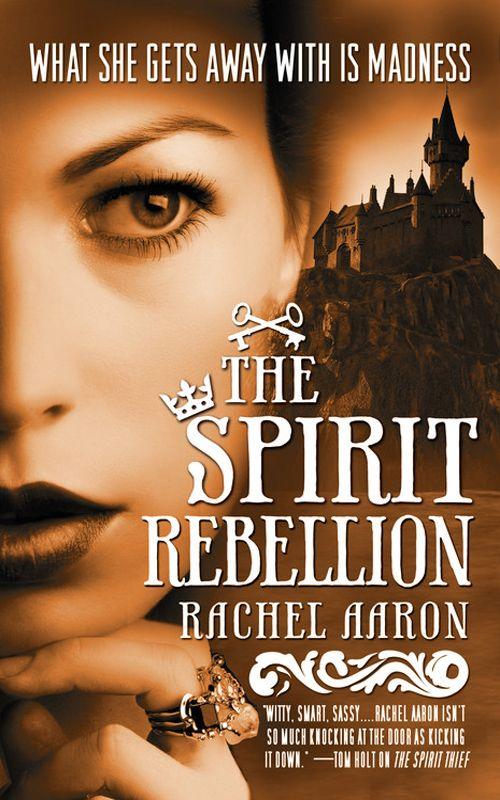 WHAT SHE GETS AWAY WITH IS MADNESS
THE
SPIRIT
REBELLION
RACHEL AARON
"WITTY, SMART, SASSY....RACHEL AARON ISN'T
SO MUCH KNOCKING AT THE DOOR AS KICKING
IT DOWN." —TOM HOLT ON THE SPIRIT THIEF